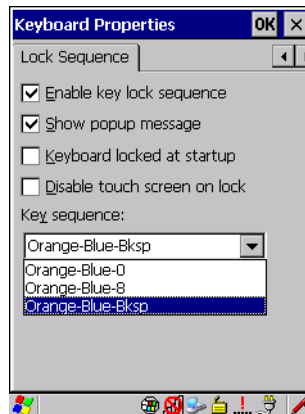 Keyboard Properties OK
Lock Sequence
Enable key lock sequence
Show popup message
Keyboard locked at startup
Disable touch screen on lock
Key sequence:
Orange-Blue-Bksp
Orange-Blue-0
Orange-Blue-8
Orange-Blue-Bksp